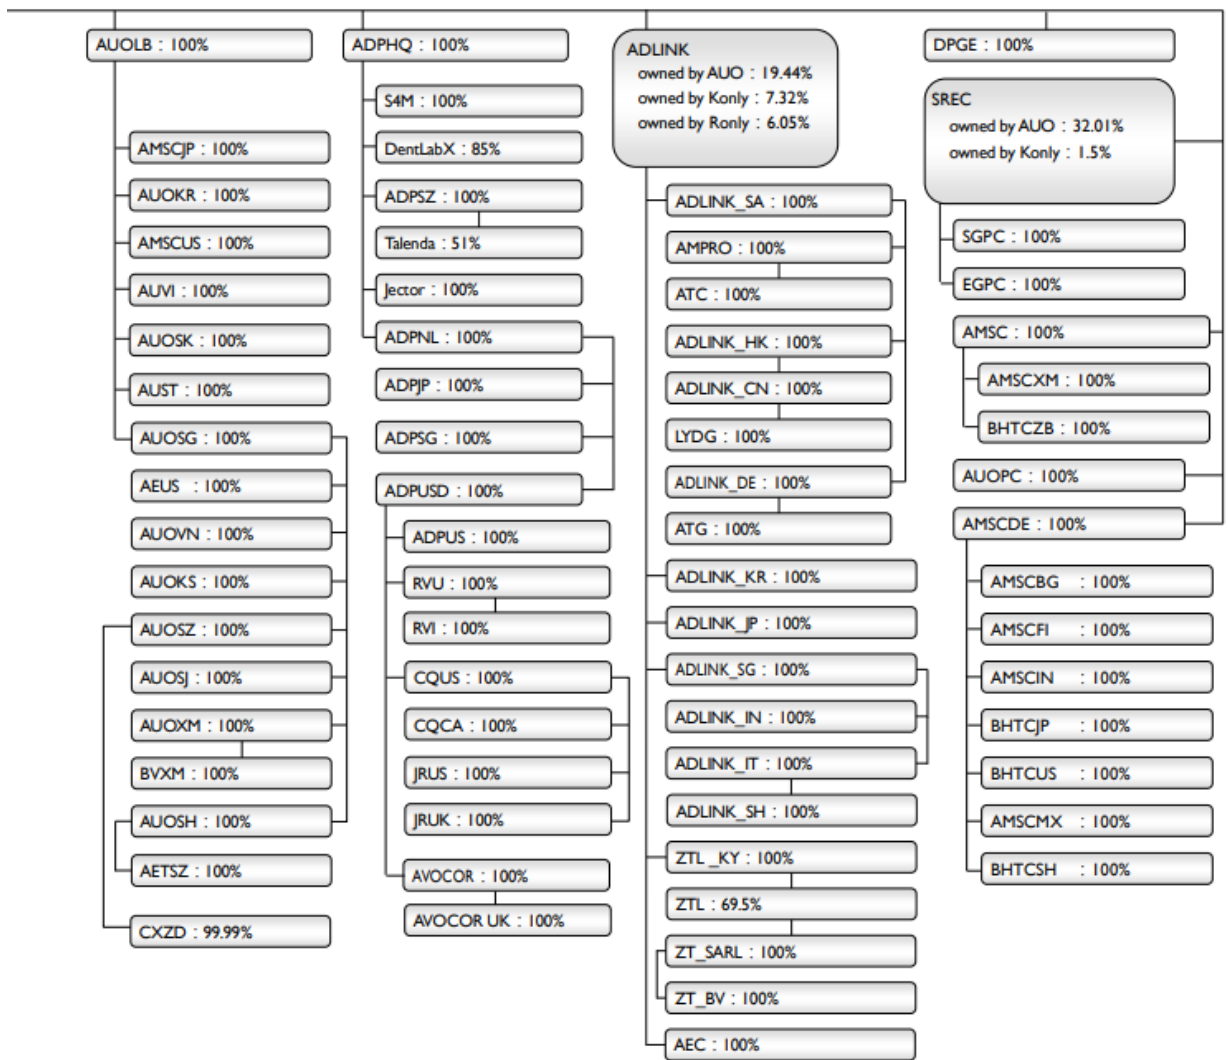 AUOLB : 100%
AMSCJP : 100%
AUOKR : 100%
AMSCUS : 100%
AUVI : 100%
AUOSK : 100%
AUST : 100%
AUOSG : 100%
AEUS : 100%
AUOVN : 100%
AUOKS : 100%
AUOSZ : 100%
AUOSJ : 100%
AUOXM : 100%
BVXM : 100%
AUOSH : 100%
AETSZ : 100%
CXZD : 99.99%
ADPHQ : 100%
S4M : 100%
DentLabX : 85%
ADPSZ : 100%
Talenda : 51%
Jector : 100%
ADPNL : 100%
ADPJP : 100%
ADPSG : 100%
ADPUSD : 100%
ADPUS : 100%
RVU : 100%
RVI : 100%
CQUS : 100%
CQCA : 100%
JRUS : 100%
JRUK : 100%
AVOCOR : 100%
AVOCOR UK : 100%
ADLINK
owned by AUO : 19.44%
owned by Konly : 7.32%
owned by Ronly : 6.05%
ADLINK_SA : 100%
AMPRO : 100%
ATC : 100%
ADLINK_HK : 100%
ADLINK_CN : 100%
LYDG : 100%
ADLINK_DE : 100%
ATG : 100%
ADLINK_KR : 100%
ADLINK_JP : 100%
ADLINK_SG : 100%
ADLINK_IN : 100%
ADLINK_IT : 100%
ADLINK_SH : 100%
ZTL _KY : 100%
ZTL : 69.5%
ZT_SARL : 100%
ZT_BV : 100%
AEC : 100%
DPGE : 100%
SREC
owned by AUO : 32.01%
owned by Konly : 1.5%
SGPC : 100%
EGPC : 100%
AMSC : 100%
AMSCXM : 100%
BHTCZB : 100%
AUOPC : 100%
AMSCDE : 100%
AMSCBG : 100%
AMSCFI : 100%
AMSCIN : 100%
BHTCJP : 100%
BHTCUS : 100%
AMSCMX : 100%
BHTCSH : 100%